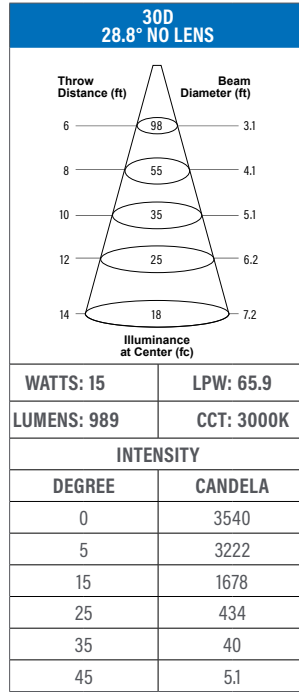 30D
28.8° NO LENS
Throw Beam
Distance (ft) Diameter (ft)
6 98 3.1
8 55 4.1
10 35 5.1
12 25 6.2
14 18 7.2
Illuminance
at Center (fc)
WATTS: 15 LPW: 65.9
LUMENS: 989 CCT: 3000K
INTENSITY
DEGREE CANDELA
0 3540
5 3222
15 1678
25 434
35 40
45 5.1